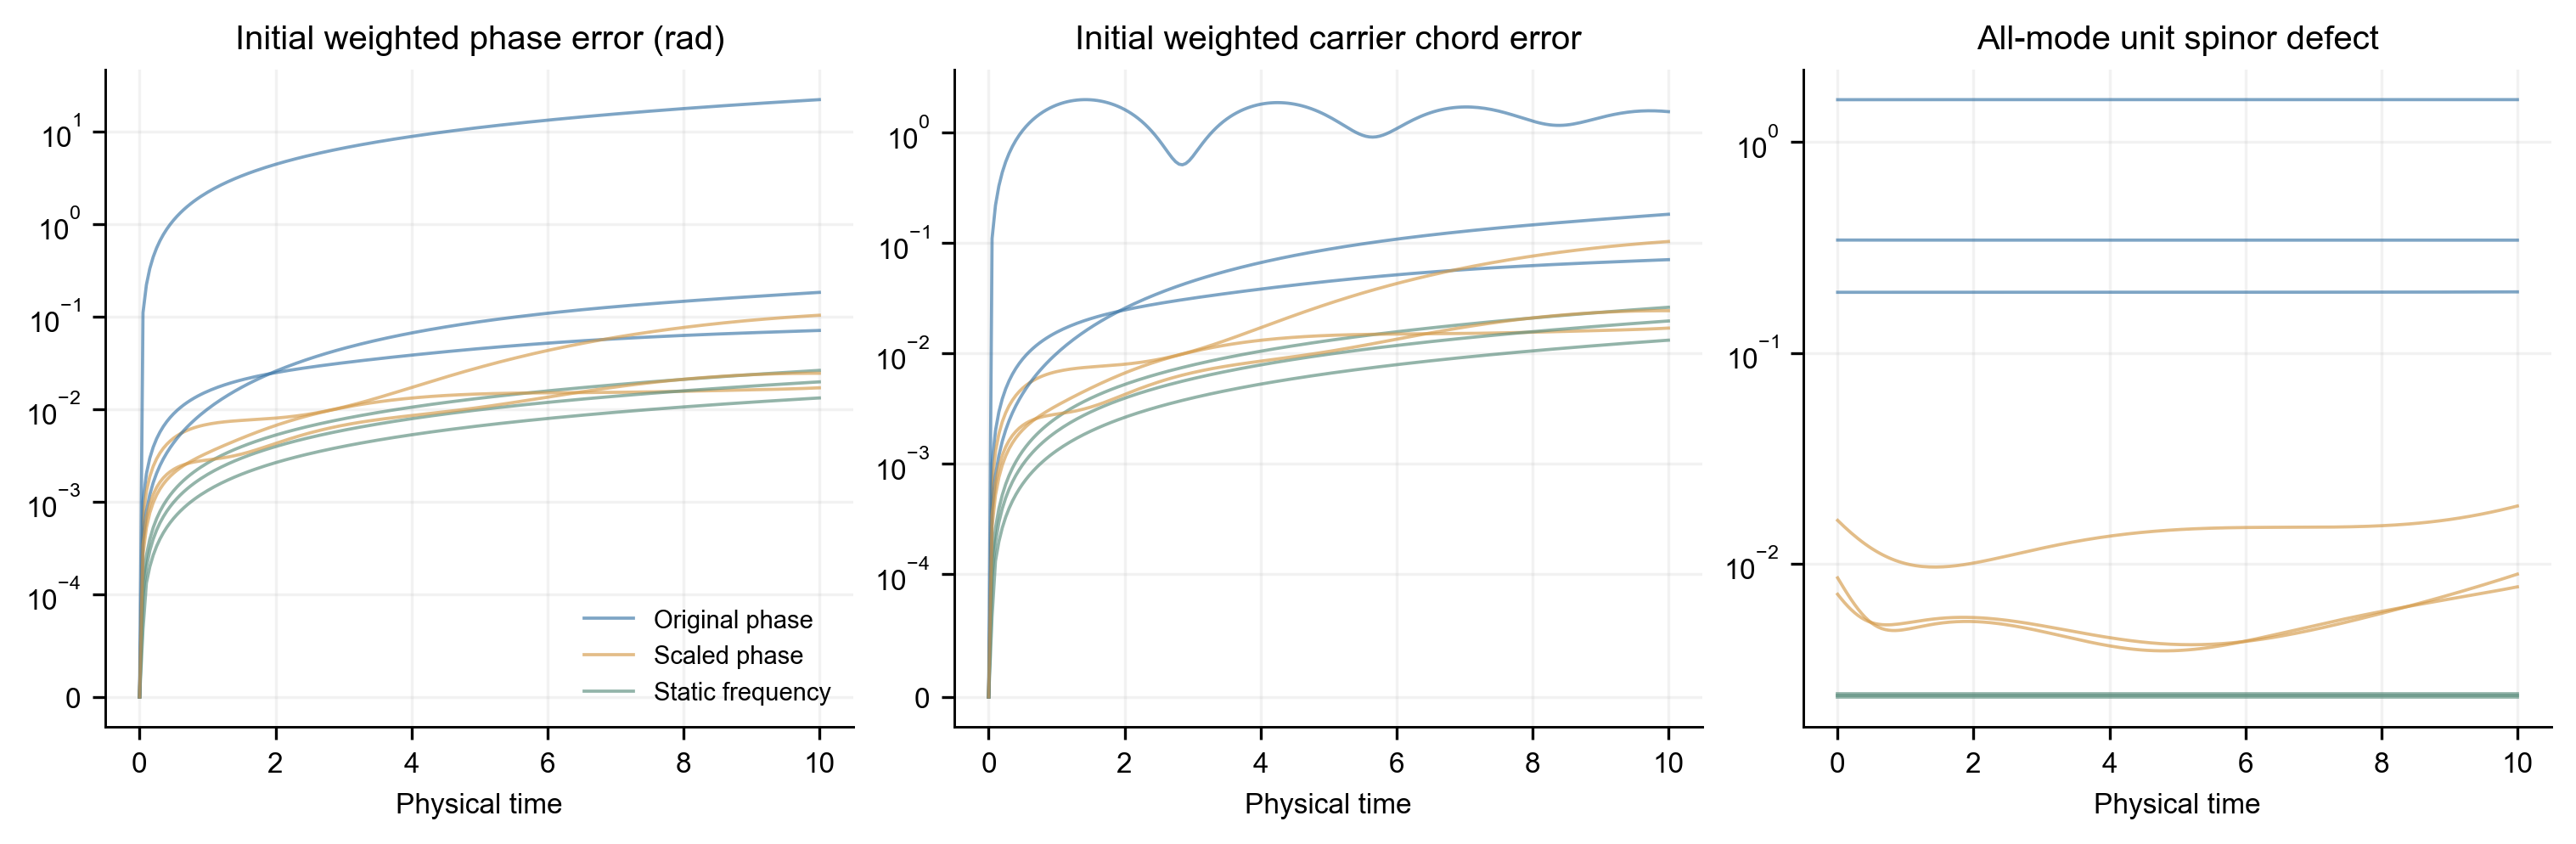 Initial weighted phase error (rad)
10^1
10^0
10^−1
10^−2
10^−3
10^−4
0
0 2 4 6 8 10
Physical time
Original phase
Scaled phase
Static frequency
Initial weighted carrier chord error
10^0
10^−1
10^−2
10^−3
10^−4
0
0 2 4 6 8 10
Physical time
All-mode unit spinor defect
10^0
10^−1
10^−2
0 2 4 6 8 10
Physical time